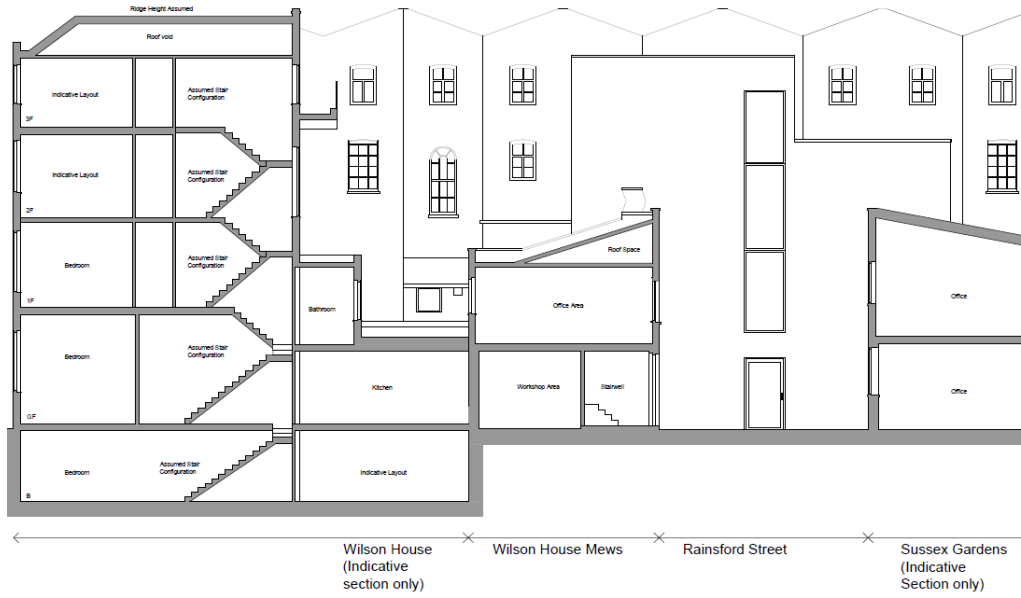 Ridge Height Assumed
Roof void
Indicative Layout
Assumed Stair
Configuration
3F
Indicative Layout
Assumed Stair
Configuration
2F
Roof Space
Bedroom
Assumed Stair
Configuration
1F
Bathroom
Office Area
Office
Bedroom
Assumed Stair
Configuration
GF
Kitchen
Workshop Area
Stairwell
Office
Bedroom
Assumed Stair
Configuration
B
Indicative Layout
Wilson House
(Indicative
section only)
Wilson House Mews
Rainsford Street
Sussex Gardens
(Indicative
Section only)